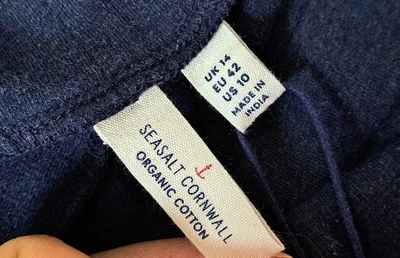 UK 14
EU 42
US 10
MADE IN
INDIA
SEASALT CORNWALL
ORGANIC COTTON